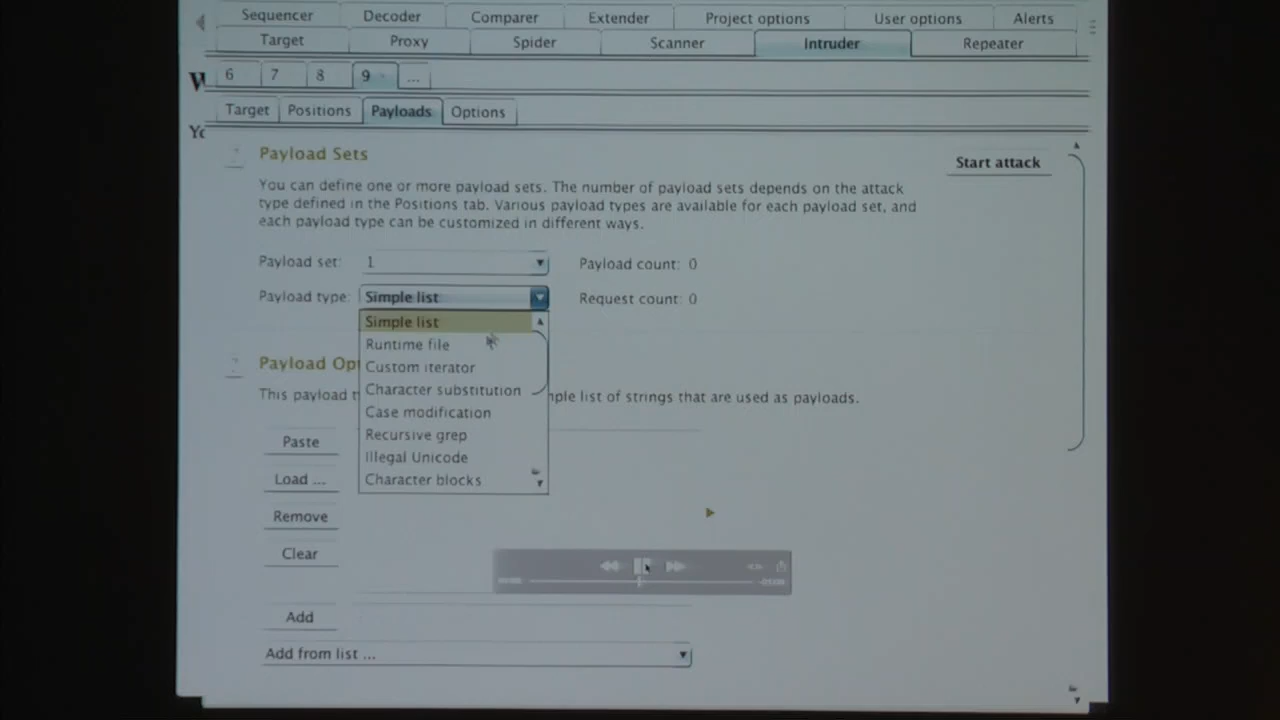 Sequencer Decoder Comparer Extender Project options User options Alerts
Target Proxy Spider Scanner Intruder Repeater
6 7 8 9 ...
Target Positions Payloads Options
Payload Sets
Start attack
You can define one or more payload sets. The number of payload sets depends on the attack
type defined in the Positions tab. Various payload types are available for each payload set, and
each payload type can be customized in different ways.
Payload set: 1 Payload count: 0
Payload type: Simple list Request count: 0
Simple list
Runtime file
Custom iterator
Character substitution
Case modification
Recursive grep
Illegal Unicode
Character blocks
Payload Op
This payload t mple list of strings that are used as payloads.
Paste
Load ...
Remove
Clear
Add
Add from list ...